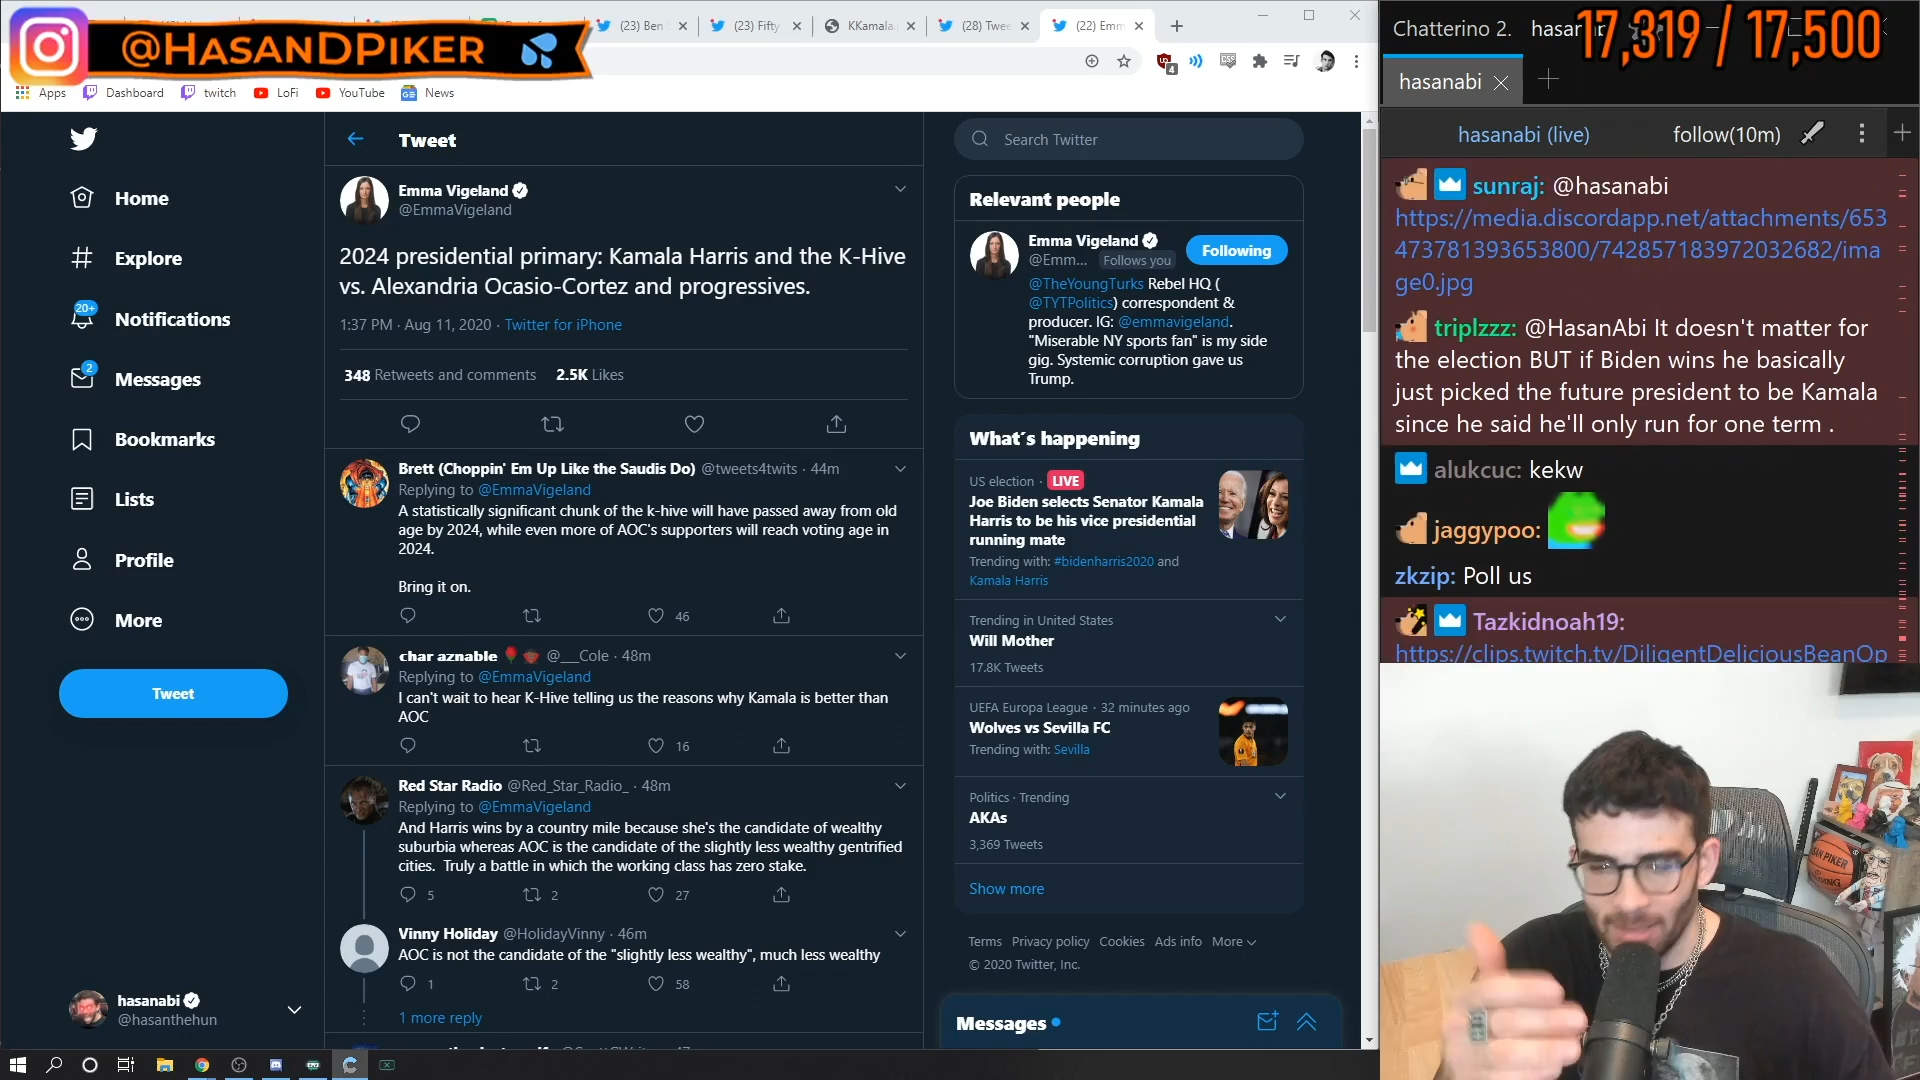 @HasanDPiker
(23) Ben S
(23) Fifty
KKamala.
(28) Twee
(22) Emm
Apps
Dashboard
twitch
LoFi
YouTube
News
Home
Explore
20+
Notifications
2
Messages
Bookmarks
Lists
Profile
More
Tweet
hasanabi
@hasanthehun
Tweet
Emma Vigeland
@EmmaVigeland
2024 presidential primary: Kamala Harris and the K-Hive
vs. Alexandria Ocasio-Cortez and progressives.
1:37 PM · Aug 11, 2020 · Twitter for iPhone
348 Retweets and comments 2.5K Likes
Brett (Choppin' Em Up Like the Saudis Do) @tweets4twits · 44m
Replying to @EmmaVigeland
A statistically significant chunk of the k-hive will have passed away from old
age by 2024, while even more of AOC's supporters will reach voting age in
2024.
Bring it on.
46
char aznable @___Cole · 48m
Replying to @EmmaVigeland
I can't wait to hear K-Hive telling us the reasons why Kamala is better than
AOC
16
Red Star Radio @Red_Star_Radio_ · 48m
Replying to @EmmaVigeland
And Harris wins by a country mile because she's the candidate of wealthy
suburbia whereas AOC is the candidate of the slightly less wealthy gentrified
cities. Truly a battle in which the working class has zero stake.
5 2 27
Vinny Holiday @HolidayVinny · 46m
AOC is not the candidate of the "slightly less wealthy", much less wealthy
1 2 58
1 more reply
Search Twitter
Relevant people
Emma Vigeland
@Emm... Follows you
Following
@TheYoungTurks Rebel HQ (
@TYTPolitics) correspondent &
producer. IG: @emmavigeland.
"Miserable NY sports fan" is my side
gig. Systemic corruption gave us
Trump.
What's happening
US election · LIVE
Joe Biden selects Senator Kamala
Harris to be his vice presidential
running mate
Trending with: #bidenharris2020 and
Kamala Harris
Trending in United States
Will Mother
17.8K Tweets
UEFA Europa League · 32 minutes ago
Wolves vs Sevilla FC
Trending with: Sevilla
Politics · Trending
AKAs
3,369 Tweets
Show more
Terms Privacy policy Cookies Ads info More
© 2020 Twitter, Inc.
Messages
Chatterino 2.
17,319 / 17,500
hasanabi
hasanabi (live)
follow(10m)
sunraj: @hasanabi
https://media.discordapp.net/attachments/653
473781393653800/742857183972032682/ima
ge0.jpg
triplzzz: @HasanAbi It doesn't matter for
the election BUT if Biden wins he basically
just picked the future president to be Kamala
since he said he'll only run for one term .
alukcuc: kekw
jaggypoo:
zkzip: Poll us
Tazkidnoah19:
https://clips.twitch.tv/DiligentDeliciousBeanOp
SAN PIKER